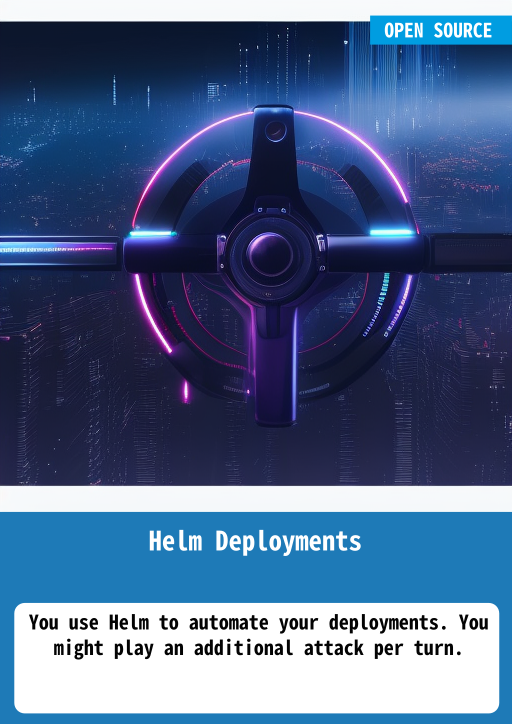 OPEN SOURCE
Helm Deployments
You use Helm to automate your deployments. You
might play an additional attack per turn.